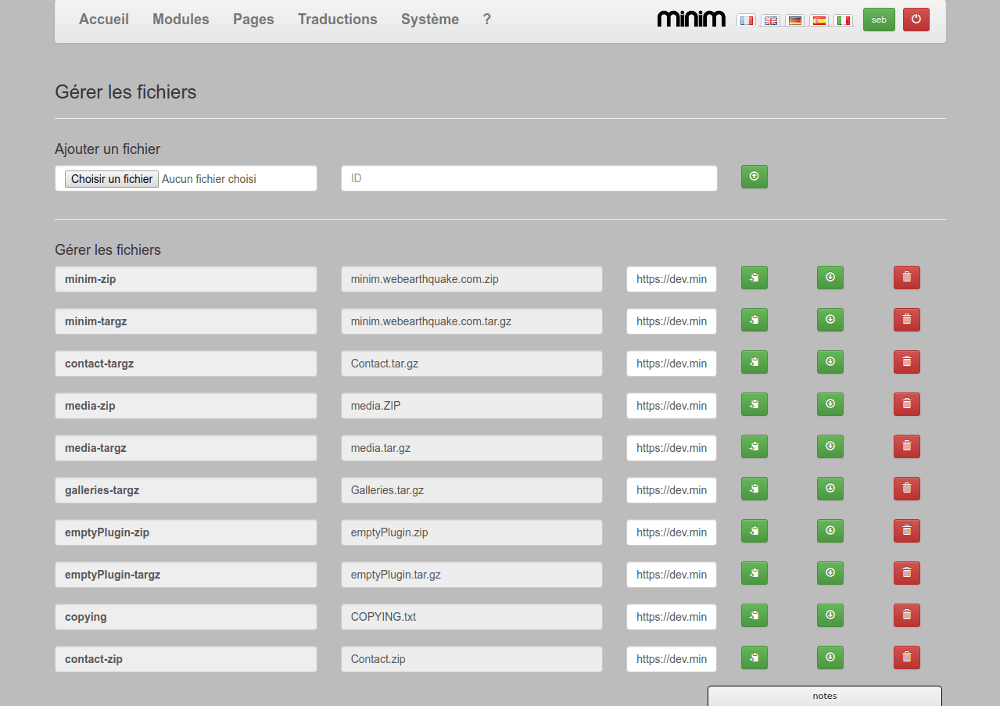 Accueil Modules Pages Traductions Système ? minim seb
Gérer les fichiers
Ajouter un fichier
Choisir un fichier Aucun fichier choisi ID
Gérer les fichiers
minim-zip minim.webearthquake.com.zip https://dev.min
minim-targz minim.webearthquake.com.tar.gz https://dev.min
contact-targz Contact.tar.gz https://dev.min
media-zip media.ZIP https://dev.min
media-targz media.tar.gz https://dev.min
galleries-targz Galleries.tar.gz https://dev.min
emptyPlugin-zip emptyPlugin.zip https://dev.min
emptyPlugin-targz emptyPlugin.tar.gz https://dev.min
copying COPYING.txt https://dev.min
contact-zip Contact.zip https://dev.min
notes